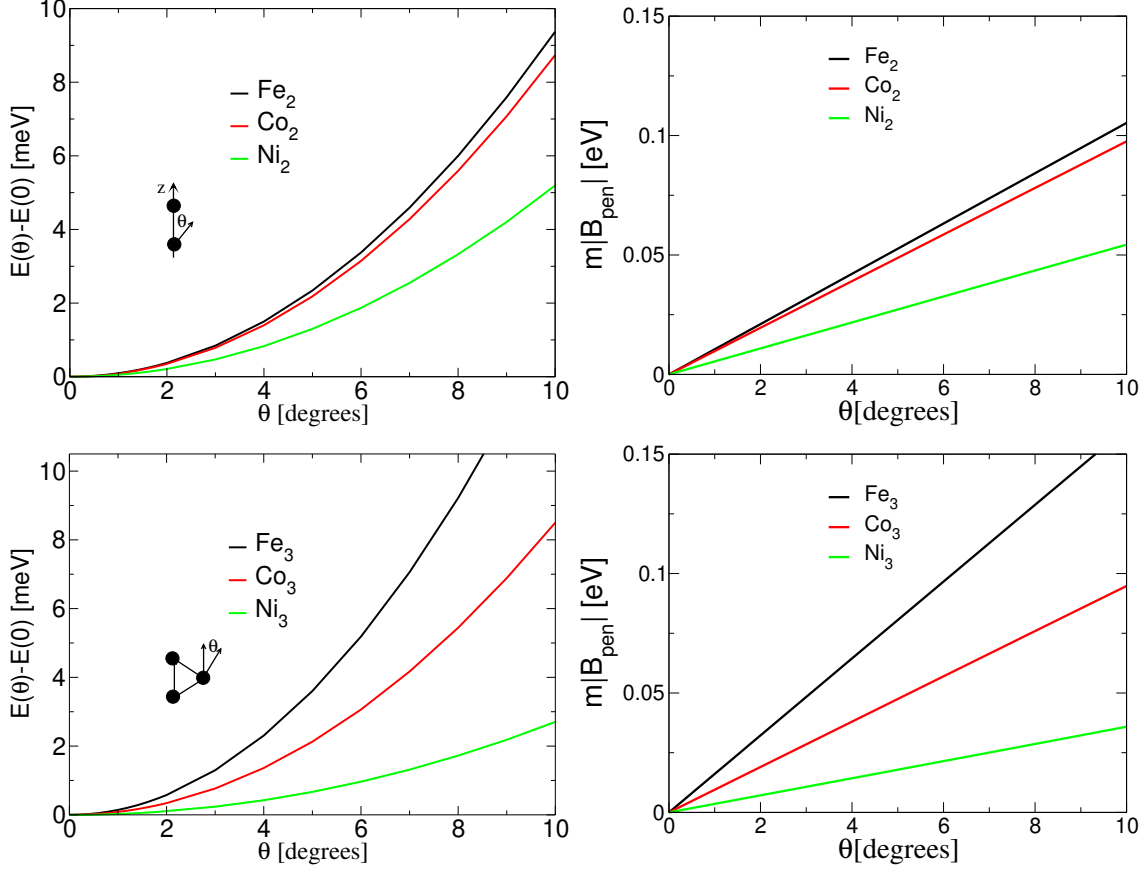 E(θ)-E(0) [meV]
10
8
6
4
2
0
Fe2
Co2
Ni2
z
θ
0 2 4 6 8 10
θ [degrees]
m|Bpen| [eV]
0.15
0.1
0.05
0
Fe2
Co2
Ni2
0 2 4 6 8 10
θ[degrees]
E(θ)-E(0) [meV]
10
8
6
4
2
0
Fe3
Co3
Ni3
θ
0 2 4 6 8 10
θ [degrees]
m|Bpen| [eV]
0.15
0.1
0.05
0
Fe3
Co3
Ni3
0 2 4 6 8 10
θ[degrees]